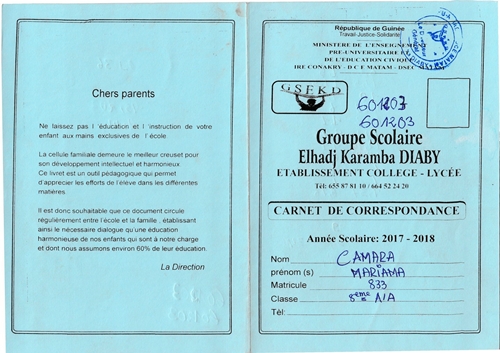 Chers parents
Ne laissez pas l 'éducation et l 'instruction de votre
enfant aux mains exclusives de l 'école.
La cellule familiale demeure le meilleur creuset pour
son développement intellectuel et harmonieux.
Ce livret est un outil pédagogique qui permet
d'apprécier les efforts de l'élève dans les différentes
matières.
Il est donc souhaitable que ce document circule
régulièrement entre l'école et la famille, établissant
ainsi le nécessaire dialogue qu'une éducation
harmonieuse de nos enfants qui sont à notre charge
et dont nous assumons environ 60% de leur éducation.
La Direction
République de Guinée
Travail-Justice-Solidarité
MINISTERE DE L'ENSEIGNEMENT
PRE-UNIVERSITAIRE ET
DE L'EDUCATION CIVIQUE
IRE CONAKRY - D C E MATAM - DSEC
GSEKD
601203
601203
Groupe Scolaire
Elhadj Karamba DIABY
ETABLISSEMENT COLLEGE - LYCÉE
Tél: 655 87 81 10 / 664 52 24 20
CARNET DE CORRESPONDANCE
Année Scolaire: 2017 - 2018
Nom CAMARA
prénom (s) MARIAMA
Matricule 833
Classe 8ème N/A
Tél: